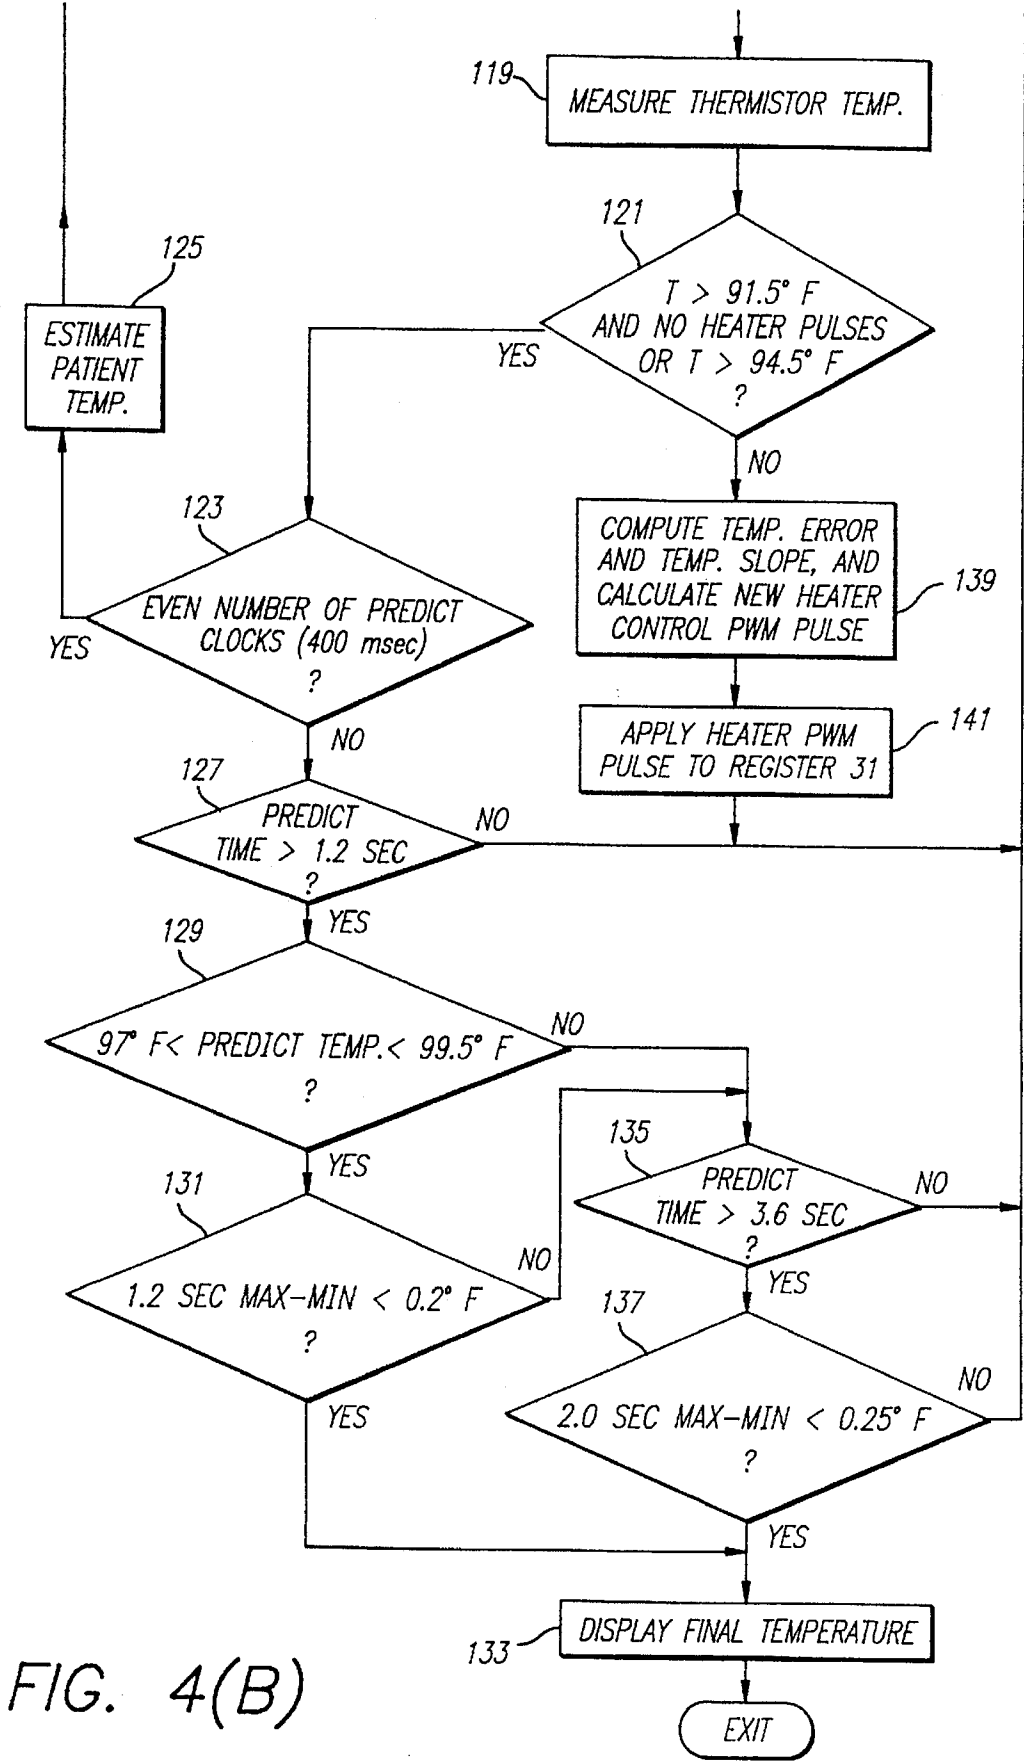 119
MEASURE THERMISTOR TEMP.
121
T > 91.5° F
AND NO HEATER PULSES
OR T > 94.5° F
?
YES
NO
125
ESTIMATE
PATIENT
TEMP.
123
EVEN NUMBER OF PREDICT
CLOCKS (400 msec)
?
YES
NO
COMPUTE TEMP. ERROR
AND TEMP. SLOPE, AND
CALCULATE NEW HEATER
CONTROL PWM PULSE
139
APPLY HEATER PWM
PULSE TO REGISTER 31
141
127
PREDICT
TIME > 1.2 SEC
?
NO
YES
129
97° F< PREDICT TEMP.< 99.5° F
?
NO
YES
131
1.2 SEC MAX-MIN < 0.2° F
?
NO
YES
135
PREDICT
TIME > 3.6 SEC
?
NO
YES
137
2.0 SEC MAX-MIN < 0.25° F
?
NO
YES
133
DISPLAY FINAL TEMPERATURE
EXIT
FIG. 4(B)